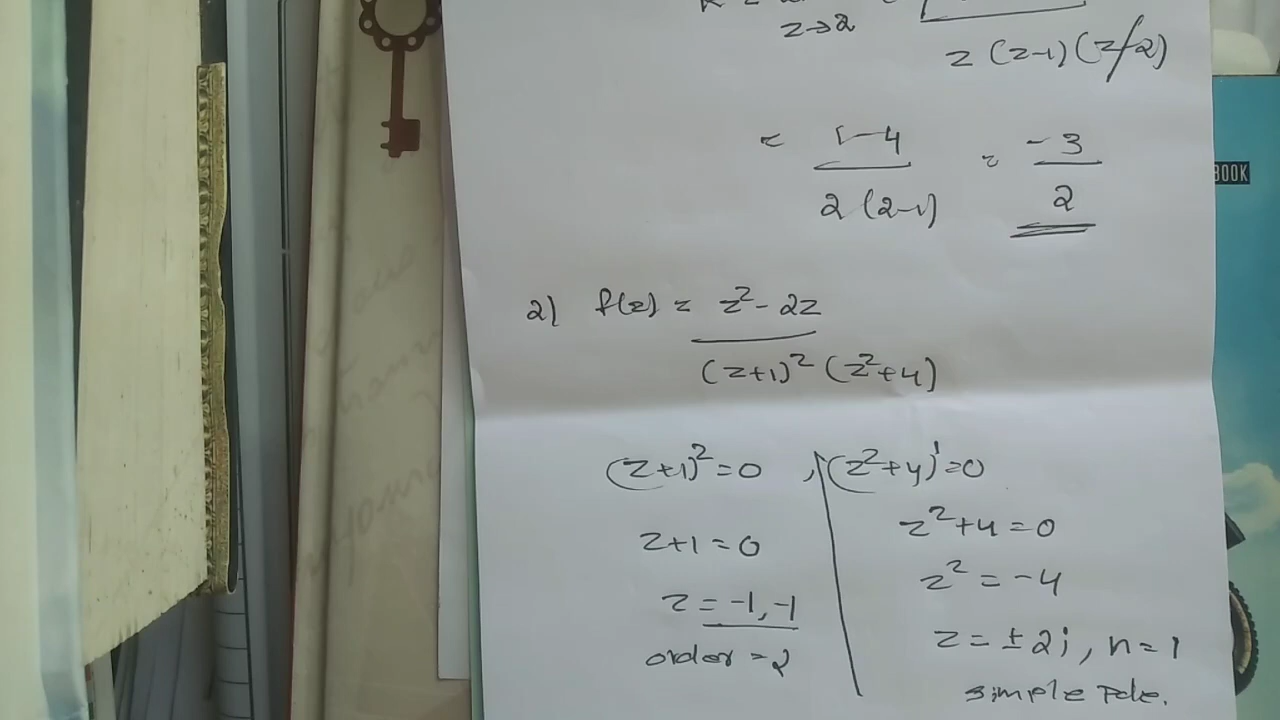 z→2
z (z-1) (z-2)
= 1-4 / 2 (2-1) = -3 / 2
BOOK
2) f(z) = z² - 2z / (z+1)² (z²+4)
(z+1)² = 0 , (z²+4)¹ = 0
z+1 = 0
z² + 4 = 0
z = -1, -1
z² = -4
order = 2
z = ± 2i, n = 1
simple Pole.